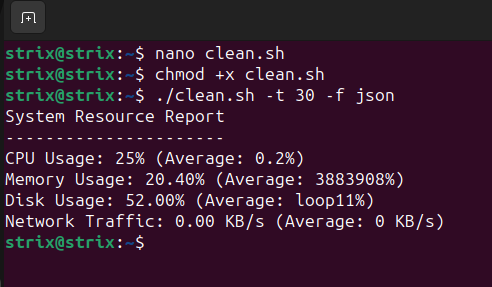 strix@strix:~$ nano clean.sh
strix@strix:~$ chmod +x clean.sh
strix@strix:~$ ./clean.sh -t 30 -f json
System Resource Report
----------------------
CPU Usage: 25% (Average: 0.2%)
Memory Usage: 20.40% (Average: 3883908%)
Disk Usage: 52.00% (Average: loop11%)
Network Traffic: 0.00 KB/s (Average: 0 KB/s)
strix@strix:~$